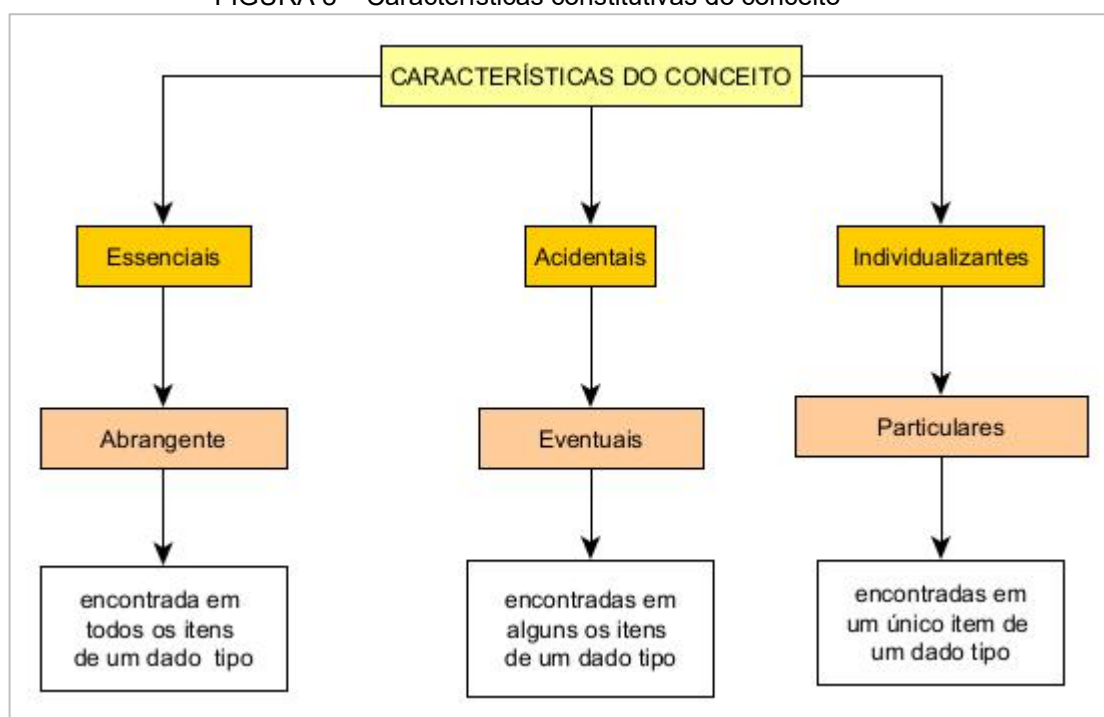 CARACTERÍSTICAS DO CONCEITO
Essenciais
Acidentais
Individualizantes
Abrangente
Eventuais
Particulares
encontrada em
todos os itens
de um dado tipo
encontradas em
alguns os itens
de um dado tipo
encontradas em
um único item de
um dado tipo